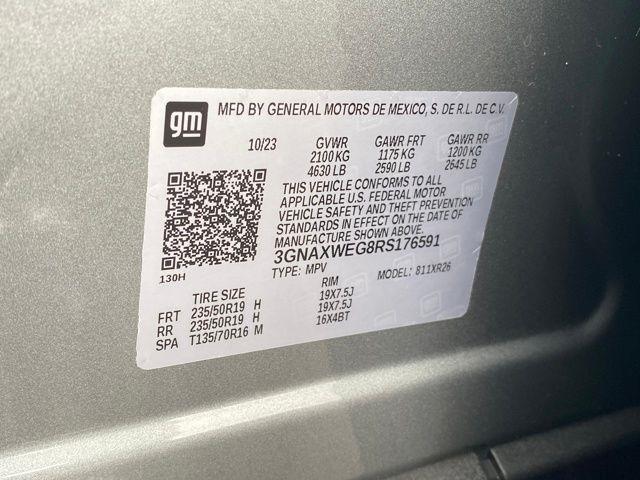 gm
MFD BY GENERAL MOTORS DE MEXICO, S. DE R.L. DE C.V.
10/23 GVWR GAWR FRT GAWR RR
2100 KG 1175 KG 1200 KG
4630 LB 2590 LB 2645 LB
THIS VEHICLE CONFORMS TO ALL
APPLICABLE U.S. FEDERAL MOTOR
VEHICLE SAFETY AND THEFT PREVENTION
STANDARDS IN EFFECT ON THE DATE OF
MANUFACTURE SHOWN ABOVE.
3GNAXWEG8RS176591
130H
TYPE: MPV MODEL: 811XR26
TIRE SIZE RIM
FRT 235/50R19 H 19X7.5J
RR 235/50R19 H 19X7.5J
SPA T135/70R16 M 16X4BT